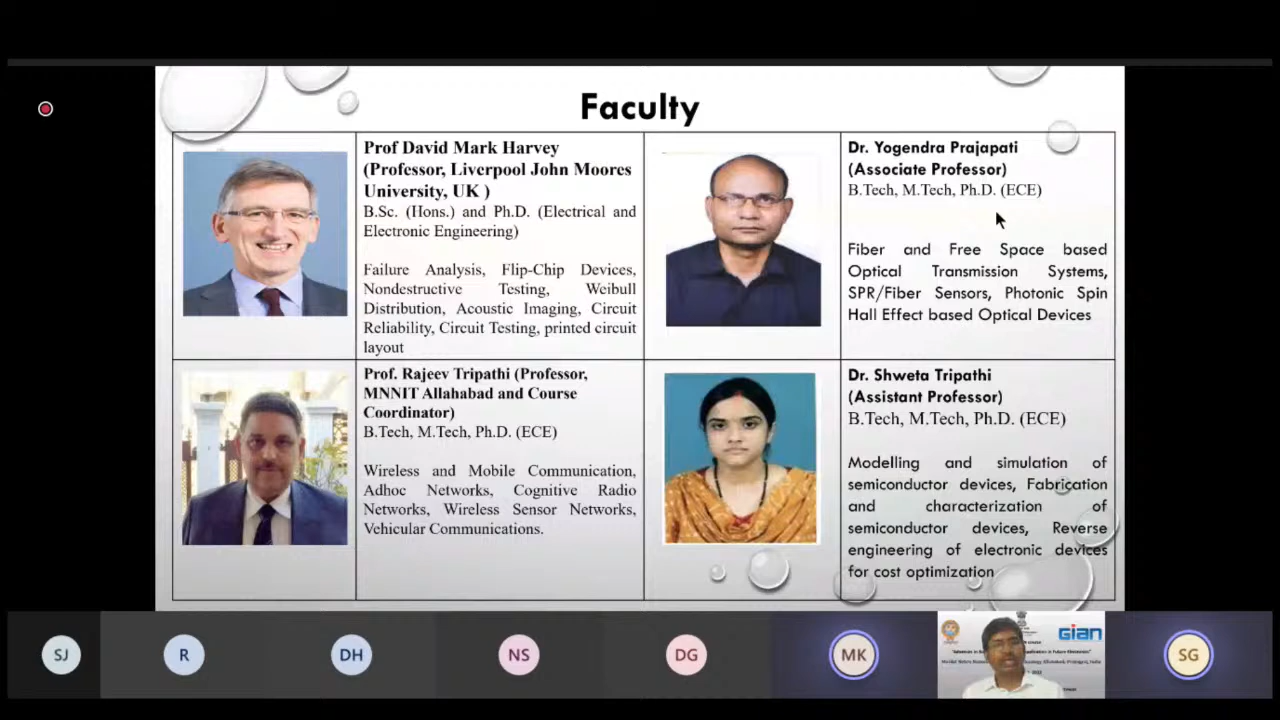 Faculty
Prof David Mark Harvey
(Professor, Liverpool John Moores
University, UK )
B.Sc. (Hons.) and Ph.D. (Electrical and
Electronic Engineering)
Failure Analysis, Flip-Chip Devices,
Nondestructive Testing, Weibull
Distribution, Acoustic Imaging, Circuit
Reliability, Circuit Testing, printed circuit
layout
Dr. Yogendra Prajapati
(Associate Professor)
B.Tech, M.Tech, Ph.D. (ECE)
Fiber and Free Space based
Optical Transmission Systems,
SPR/Fiber Sensors, Photonic Spin
Hall Effect based Optical Devices
Prof. Rajeev Tripathi (Professor,
MNNIT Allahabad and Course
Coordinator)
B.Tech, M.Tech, Ph.D. (ECE)
Wireless and Mobile Communication,
Adhoc Networks, Cognitive Radio
Networks, Wireless Sensor Networks,
Vehicular Communications.
Dr. Shweta Tripathi
(Assistant Professor)
B.Tech, M.Tech, Ph.D. (ECE)
Modelling and simulation of
semiconductor devices, Fabrication
and characterization of
semiconductor devices, Reverse
engineering of electronic devices
for cost optimization
SJ
R
DH
NS
DG
MK
GIAN
SG